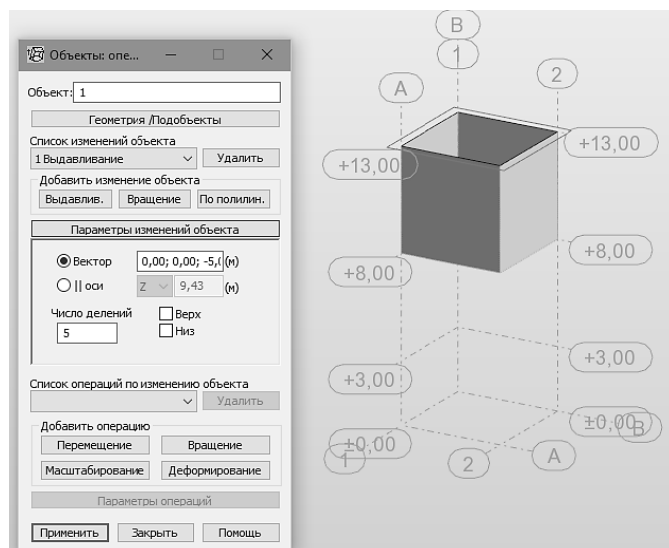 Объекты: опе...
Объект: 1
Геометрия /Подобъекты
Список изменений объекта
1 Выдавливание
Удалить
Добавить изменение объекта
Выдавлив.
Вращение
По полилин.
Параметры изменений объекта
Вектор
0,00; 0,00; -5,
(м)
|| оси
Z
9,43
(м)
Число делений
5
Верх
Низ
Список операций по изменению объекта
Удалить
Добавить операцию
Перемещение
Вращение
Масштабирование
Деформирование
Параметры операций
Применить
Закрыть
Помощь
B
1
2
A
+13,00
+13,00
+8,00
+8,00
+3,00
+3,00
±0,00
±0,00
B
1
2
A